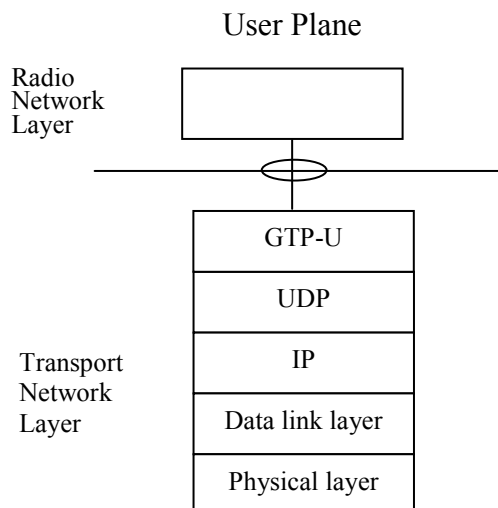 User Plane
Radio
Network
Layer
GTP-U
UDP
IP
Transport
Network
Layer
Data link layer
Physical layer